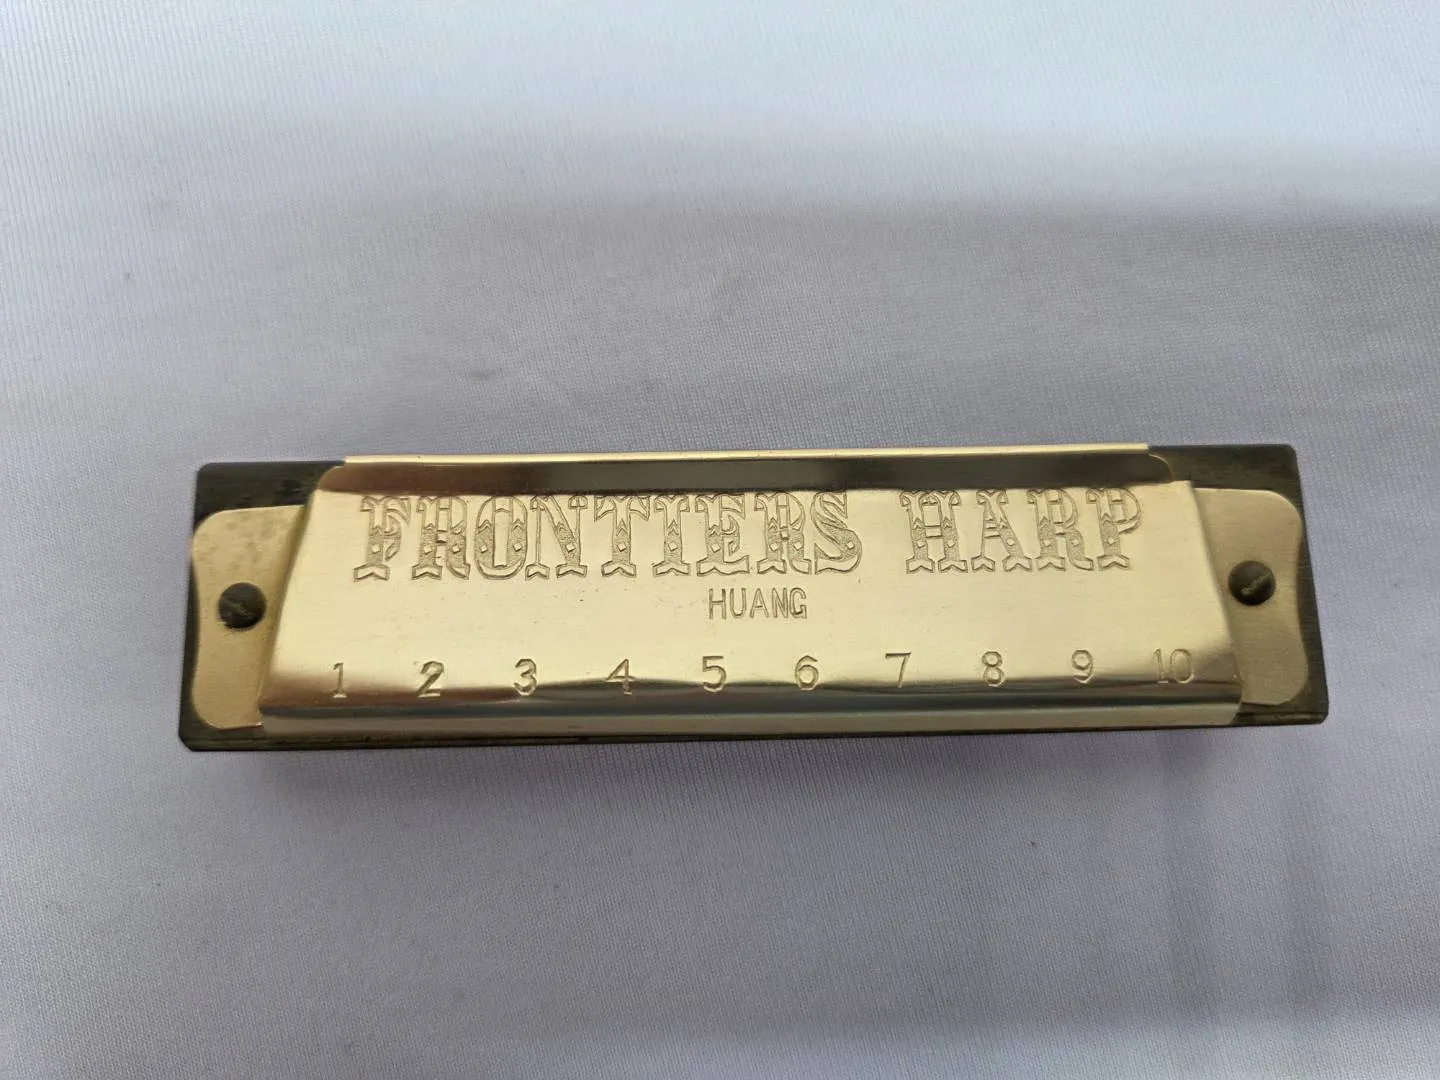 FRONTIERS HARP
HUANG
1 2 3 4 5 6 7 8 9 10